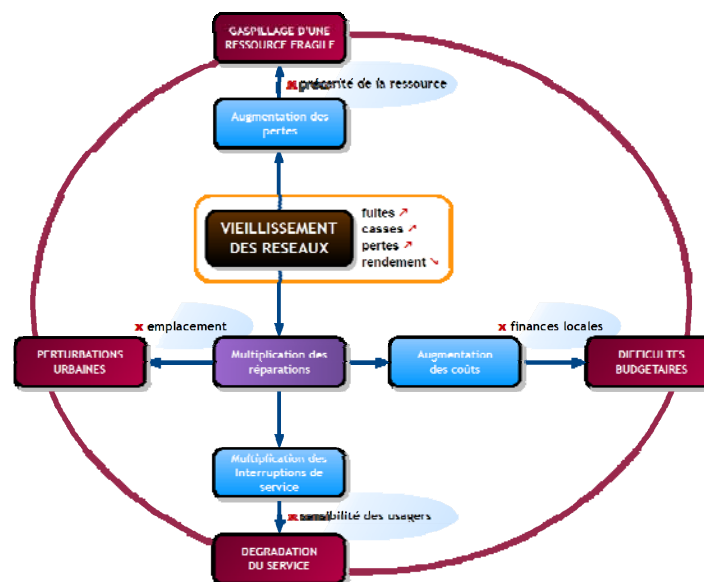 GASPILLAGE D'UNE
RESSOURCE FRAGILE
x précarité de la ressource
Augmentation des
pertes
VIEILLISSEMENT
DES RESEAUX
fuites ↗
casses ↗
pertes ↗
rendement ↘
x emplacement
x finances locales
PERTURBATIONS
URBAINES
Multiplication des
réparations
Augmentation
des coûts
DIFFICULTES
BUDGETAIRES
Multiplication des
Interruptions de
service
x sensibilité des usagers
DEGRADATION
DU SERVICE